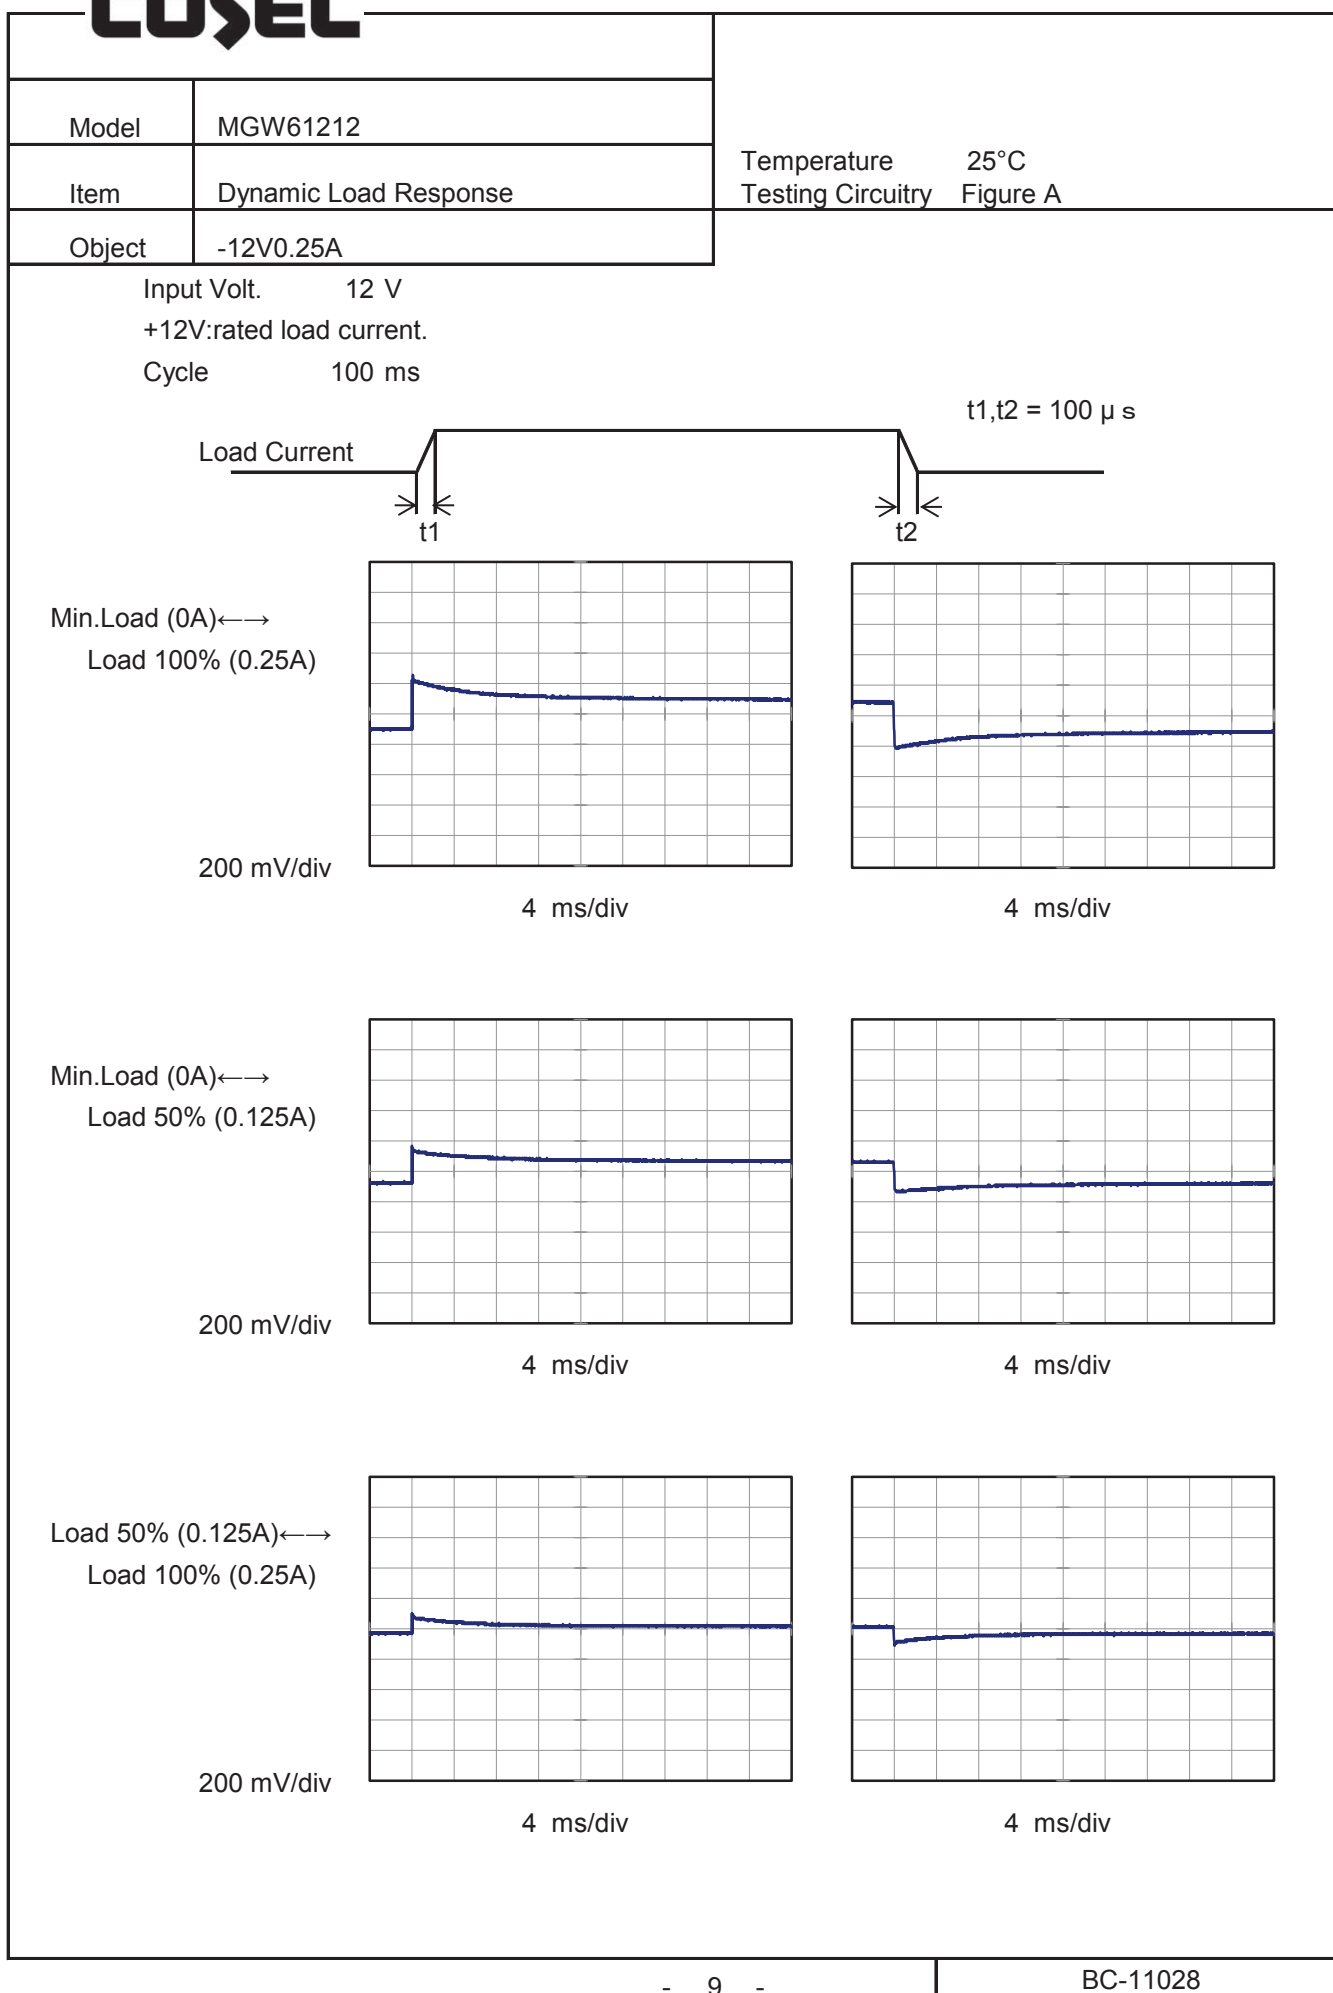 COSEL
Model MGW61212
Item Dynamic Load Response
Object -12V0.25A
Temperature 25°C
Testing Circuitry Figure A
Input Volt. 12 V
+12V:rated load current.
Cycle 100 ms
t1,t2 = 100 μ s
Load Current
t1 t2
Min.Load (0A)←→
Load 100% (0.25A)
200 mV/div
4 ms/div 4 ms/div
Min.Load (0A)←→
Load 50% (0.125A)
200 mV/div
4 ms/div 4 ms/div
Load 50% (0.125A)←→
Load 100% (0.25A)
200 mV/div
4 ms/div 4 ms/div
- 9 -
BC-11028